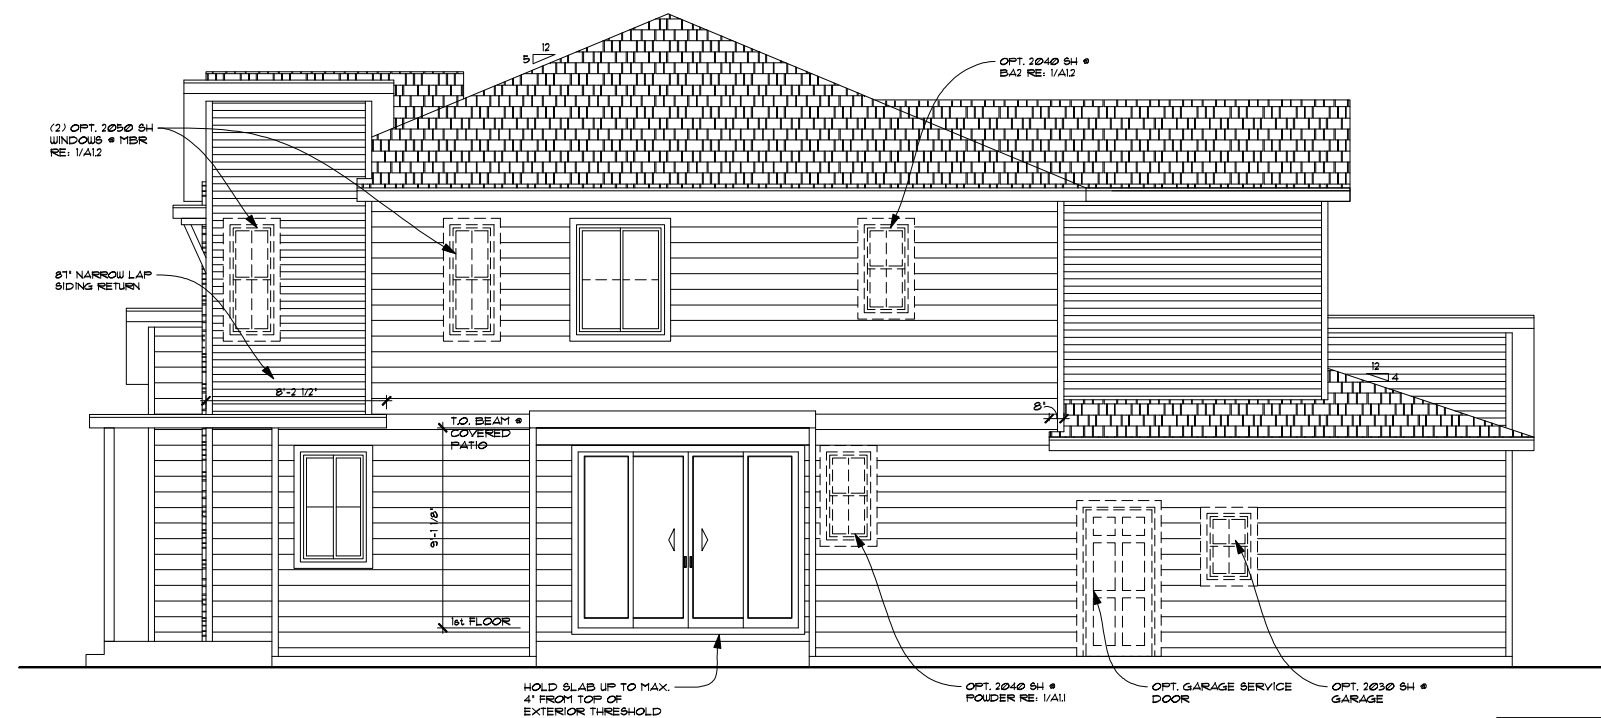 12
5
OPT. 2040 SH @
BA2 RE: 1/A1.2
(2) OPT. 2050 SH
WINDOWS @ MBR
RE: 1/A1.2
87" NARROW LAP
SIDING RETURN
12
4
8'-2 1/2"
8"
T.O. BEAM @
COVERED
PATIO
9'-1 1/8"
1st FLOOR
HOLD SLAB UP TO MAX.
4" FROM TOP OF
EXTERIOR THRESHOLD
OPT. 2040 SH @
POWDER RE: 1/A1.1
OPT. GARAGE SERVICE
DOOR
OPT. 2030 SH @
GARAGE